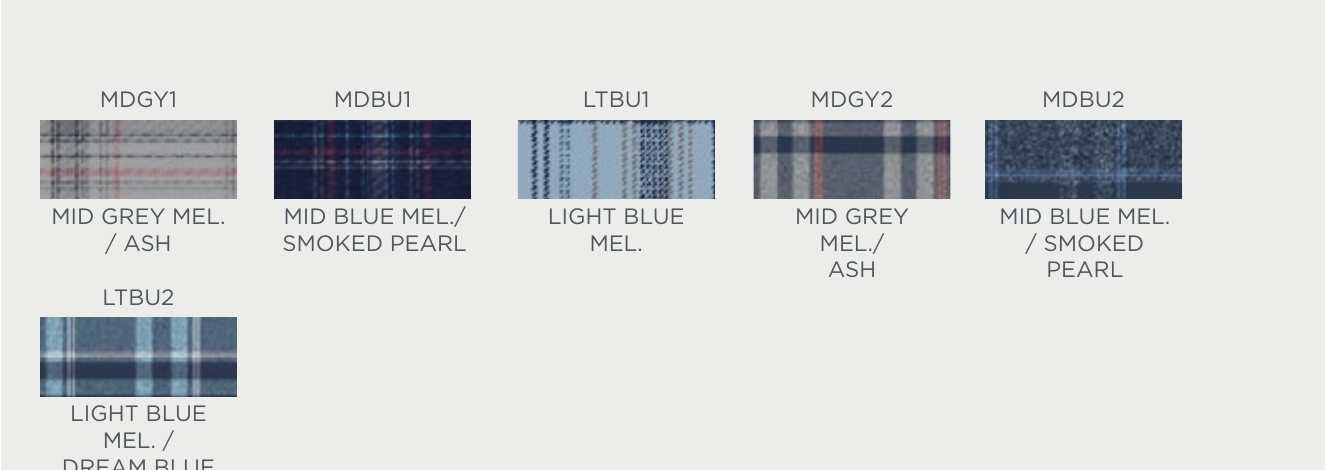 MDGY1
MID GREY MEL.
/ ASH
MDBU1
MID BLUE MEL./
SMOKED PEARL
LTBU1
LIGHT BLUE
MEL.
MDGY2
MID GREY
MEL./
ASH
MDBU2
MID BLUE MEL.
/ SMOKED
PEARL
LTBU2
LIGHT BLUE
MEL. /
DREAM BLUE